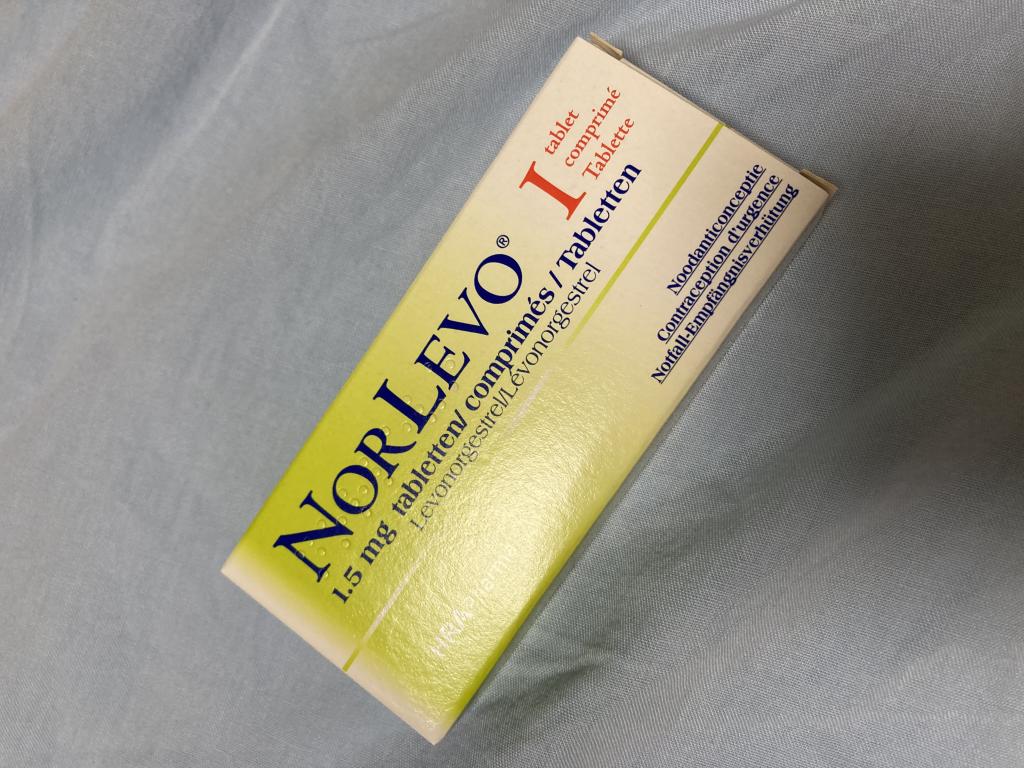 NORLEVO®
1.5 mg tabletten/ comprimés / Tabletten
Levonorgestrel/Lévonorgestrel
1
tablet
comprimé
Tablette
Noodanticonceptie
Contraception d'urgence
Notfall-Empfängnisverhütung